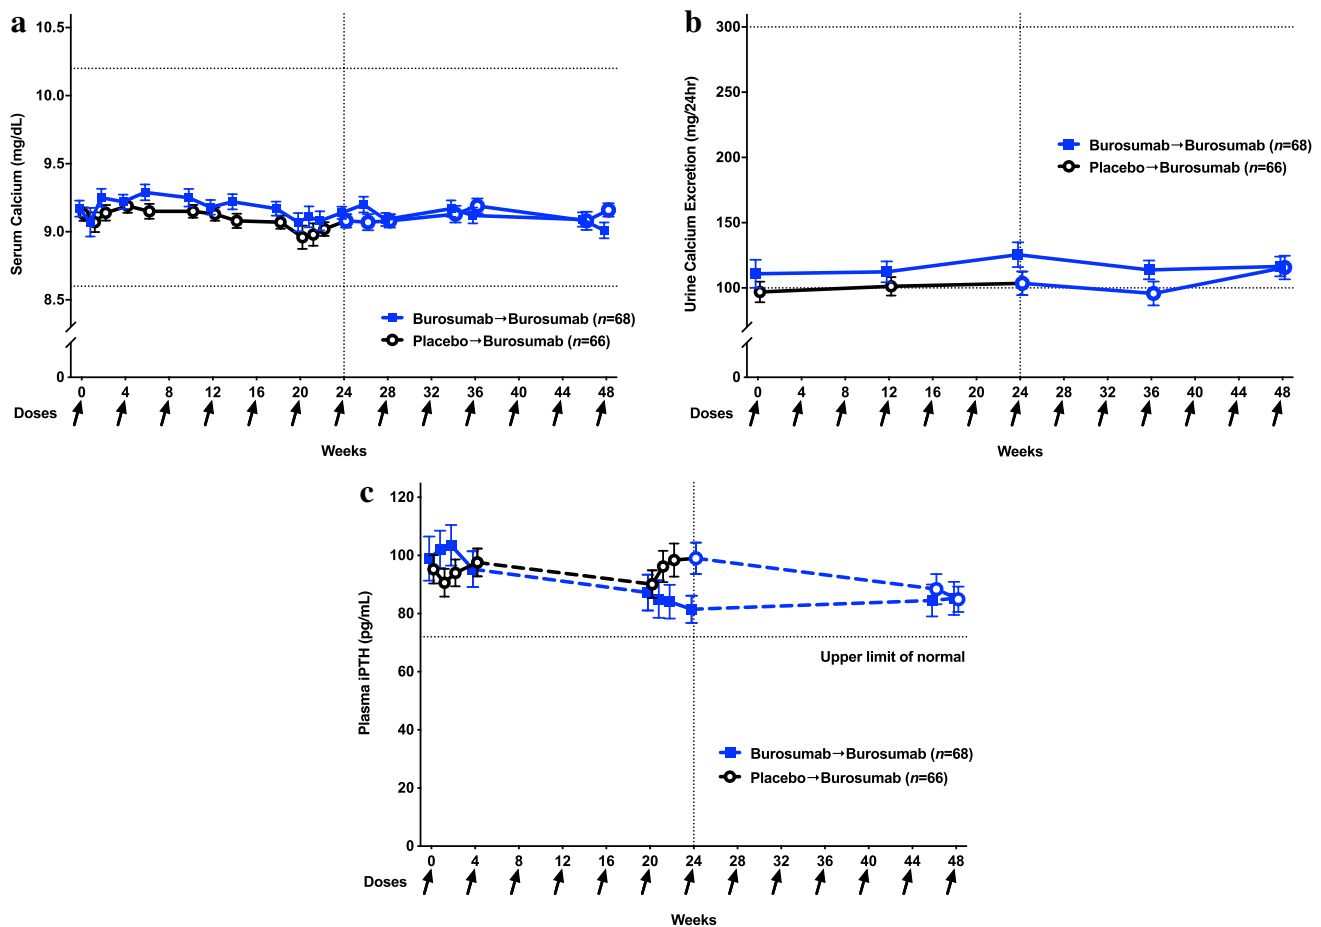 a
Serum Calcium (mg/dL)
10.5
10.0
9.5
9.0
8.5
0
Burosumab→Burosumab (n=68)
Placebo→Burosumab (n=66)
0 4 8 12 16 20 24 28 32 36 40 44 48
Doses
Weeks
b
Urine Calcium Excretion (mg/24hr)
300
250
200
150
100
0
Burosumab→Burosumab (n=68)
Placebo→Burosumab (n=66)
0 4 8 12 16 20 24 28 32 36 40 44 48
Doses
Weeks
c
Plasma iPTH (pg/mL)
120
100
80
60
40
20
0
Upper limit of normal
Burosumab→Burosumab (n=68)
Placebo→Burosumab (n=66)
0 4 8 12 16 20 24 28 32 36 40 44 48
Doses
Weeks